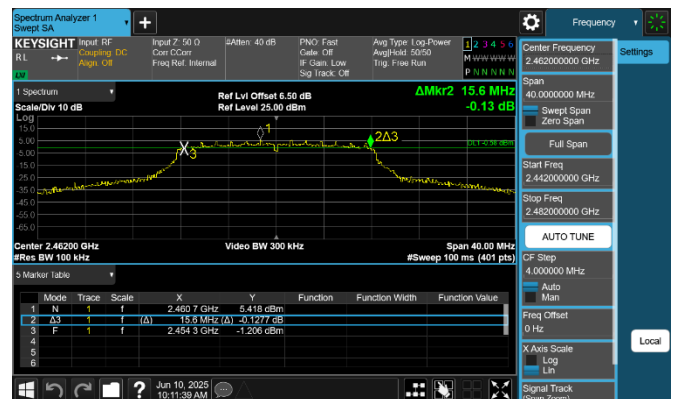 Spectrum Analyzer 1
Swept SA
Frequency
KEYSIGHT
RL
Input: RF
Coupling: DC
Align: Off
Input Z: 50 Ω
Corr CCorr
Freq Ref: Internal
#Atten: 40 dB
PNO: Fast
Gate: Off
IF Gain: Low
Sig Track: Off
Avg Type: Log-Power
Avg|Hold: 50/50
Trig: Free Run
1 2 3 4 5 6
M W W W W W
P N N N N N
1 Spectrum
Scale/Div 10 dB
Ref Lvl Offset 6.50 dB
Ref Level 25.00 dBm
ΔMkr2 15.6 MHz
-0.13 dB
Log
15.0
5.00
-5.00
-15.0
-25.0
-35.0
-45.0
-55.0
-65.0
1
2Δ3
X3
DL1 -0.58 dBm
Center 2.46200 GHz
#Res BW 100 kHz
Video BW 300 kHz
Span 40.00 MHz
#Sweep 100 ms (401 pts)
5 Marker Table
Mode Trace Scale X Y Function Function Width Function Value
1 N 1 f 2.460 7 GHz 5.418 dBm
2 Δ3 1 f (Δ) 15.6 MHz (Δ) -0.1277 dB
3 F 1 f 2.454 3 GHz -1.206 dBm
4
5
6
?
Jun 10, 2025
10:11:39 AM
Center Frequency
2.462000000 GHz
Span
40.0000000 MHz
Swept Span
Zero Span
Full Span
Start Freq
2.442000000 GHz
Stop Freq
2.482000000 GHz
AUTO TUNE
CF Step
4.000000 MHz
Auto
Man
Freq Offset
0 Hz
X Axis Scale
Log
Lin
Signal Track
(Span Zoom)
Settings
Local